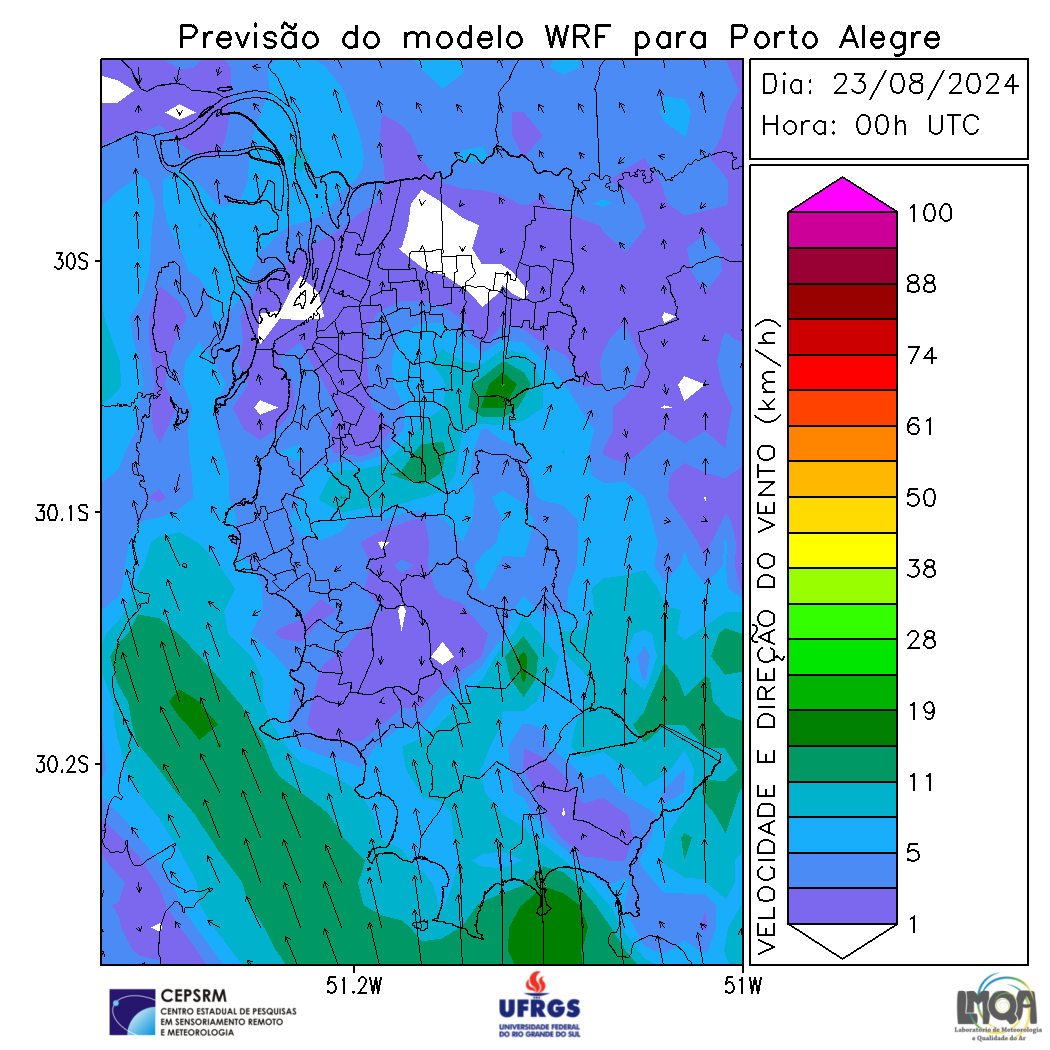 Previsão do modelo WRF para Porto Alegre
Dia: 23/08/2024
Hora: 00h UTC
30S
30.1S
30.2S
51.2W
51W
VELOCIDADE E DIREÇÃO DO VENTO (km/h)
100
88
74
61
50
38
28
19
11
5
1
CEPSRM
CENTRO ESTADUAL DE PESQUISAS
EM SENSORIAMENTO REMOTO
E METEOROLOGIA
UFRGS
UNIVERSIDADE FEDERAL
DO RIO GRANDE DO SUL
LMQA
Laboratório de Meteorologia
e Qualidade do Ar